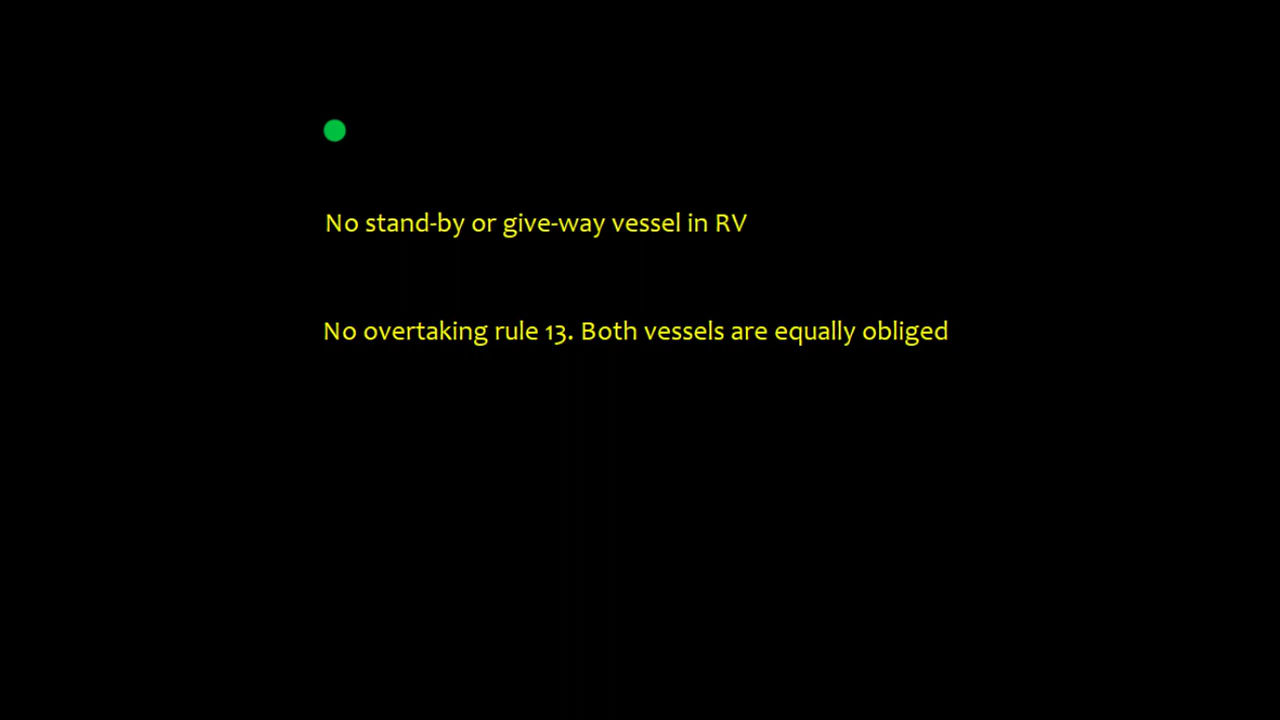 No stand-by or give-way vessel in RV
No overtaking rule 13. Both vessels are equally obliged